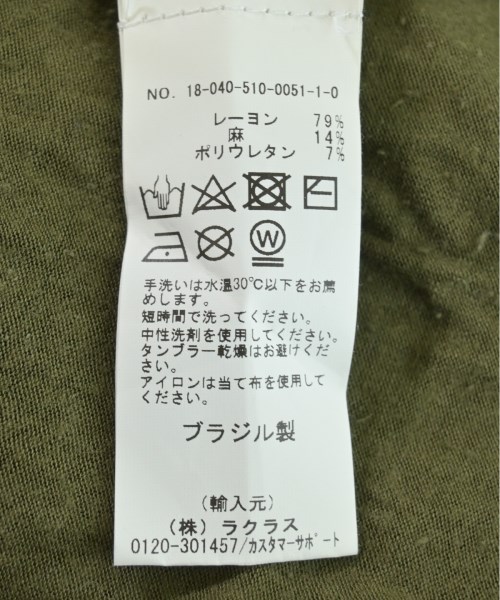 NO. 18-040-510-0051-1-0
レーヨン 79%
麻 14%
ポリウレタン 7%
W
手洗いは水温30℃以下をお薦
めします。
短時間で洗ってください。
中性洗剤を使用してください。
タンブラー乾燥はお避けくだ
さい。
アイロンは当て布を使用して
ください。
ブラジル製
(輸入元)
(株) ラクラス
0120-301457/カスタマーサポート